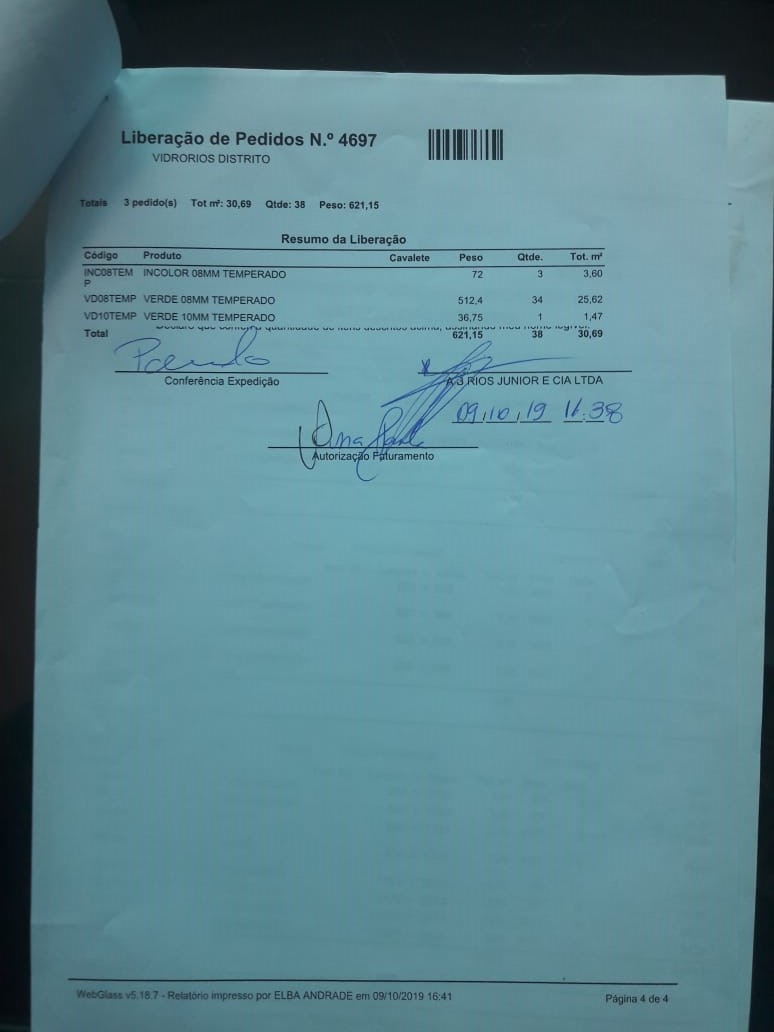 Liberação de Pedidos N.º 4697
VIDRORIOS DISTRITO
Totais 3 pedido(s) Tot m²: 30,69 Qtde: 38 Peso: 621,15
Resumo da Liberação
Código Produto Cavalete Peso Qtde. Tot. m²
INC08TEM INCOLOR 08MM TEMPERADO 72 3 3,60
P
VD08TEMP VERDE 08MM TEMPERADO 512,4 34 25,62
VD10TEMP VERDE 10MM TEMPERADO 36,75 1 1,47
Total 621,15 38 30,69
Conferência Expedição
A J RIOS JUNIOR E CIA LTDA
09/10/19 16:38
Ana
Autorização Faturamento
WebGlass v5.18.7 - Relatório impresso por ELBA ANDRADE em 09/10/2019 16:41
Página 4 de 4